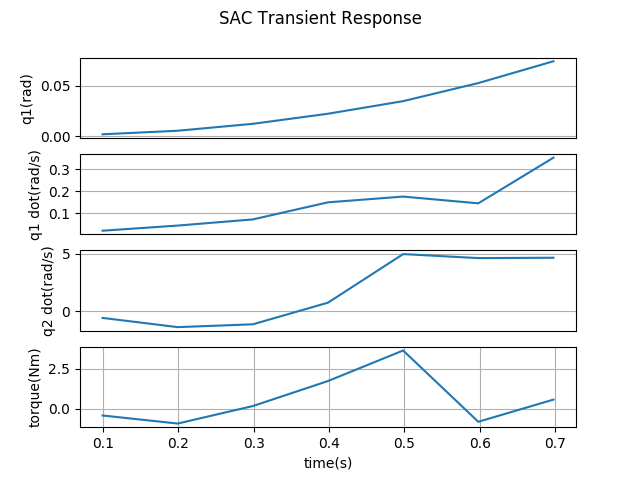 SAC Transient Response
q1(rad)
0.05
0.00
q1 dot(rad/s)
0.3
0.2
0.1
q2 dot(rad/s)
5
0
torque(Nm)
2.5
0.0
0.1 0.2 0.3 0.4 0.5 0.6 0.7
time(s)